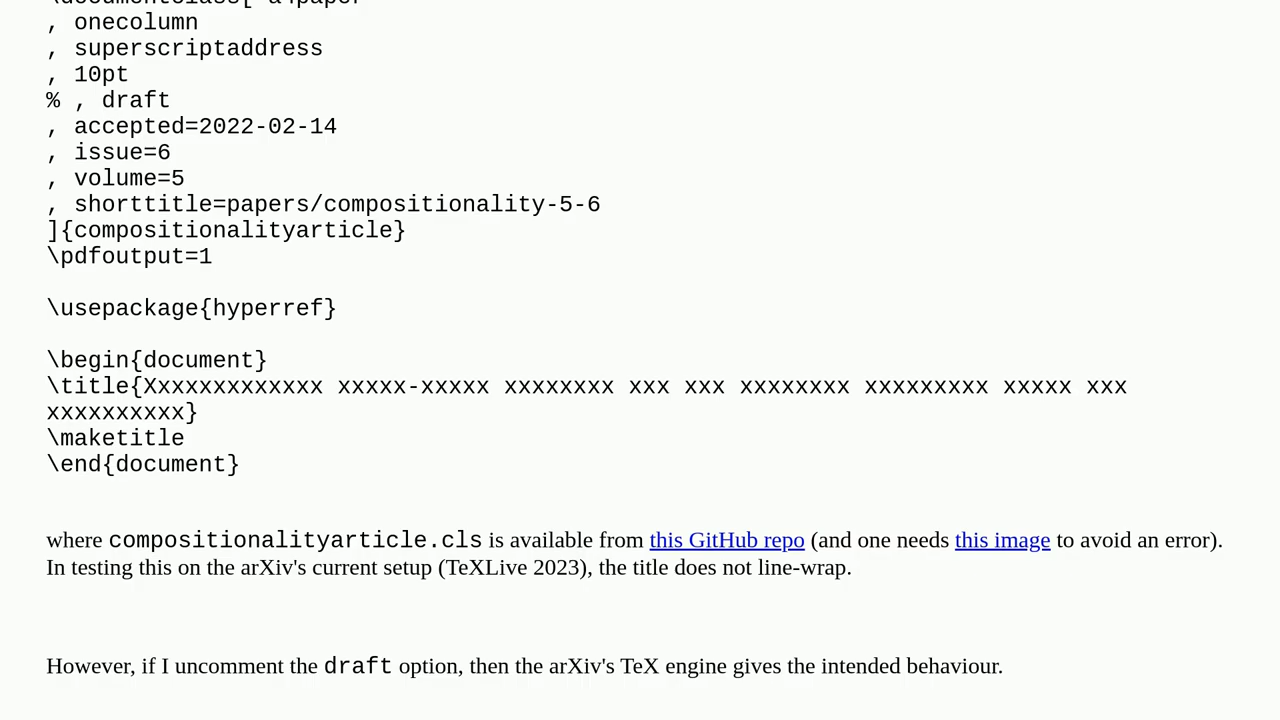 , onecolumn
, superscriptaddress
, 10pt
% , draft
, accepted=2022-02-14
, issue=6
, volume=5
, shorttitle=papers/compositionality-5-6
]{compositionalityarticle}
\pdfoutput=1
\usepackage{hyperref}
\begin{document}
\title{Xxxxxxxxxxxxx xxxxx-xxxxx xxxxxxxx xxx xxx xxxxxxxx xxxxxxxxx xxxxx xxx
xxxxxxxxxx}
\maketitle
\end{document}
where compositionalityarticle.cls is available from this GitHub repo (and one needs this image to avoid an error).
In testing this on the arXiv's current setup (TeXLive 2023), the title does not line-wrap.
However, if I uncomment the draft option, then the arXiv's TeX engine gives the intended behaviour.